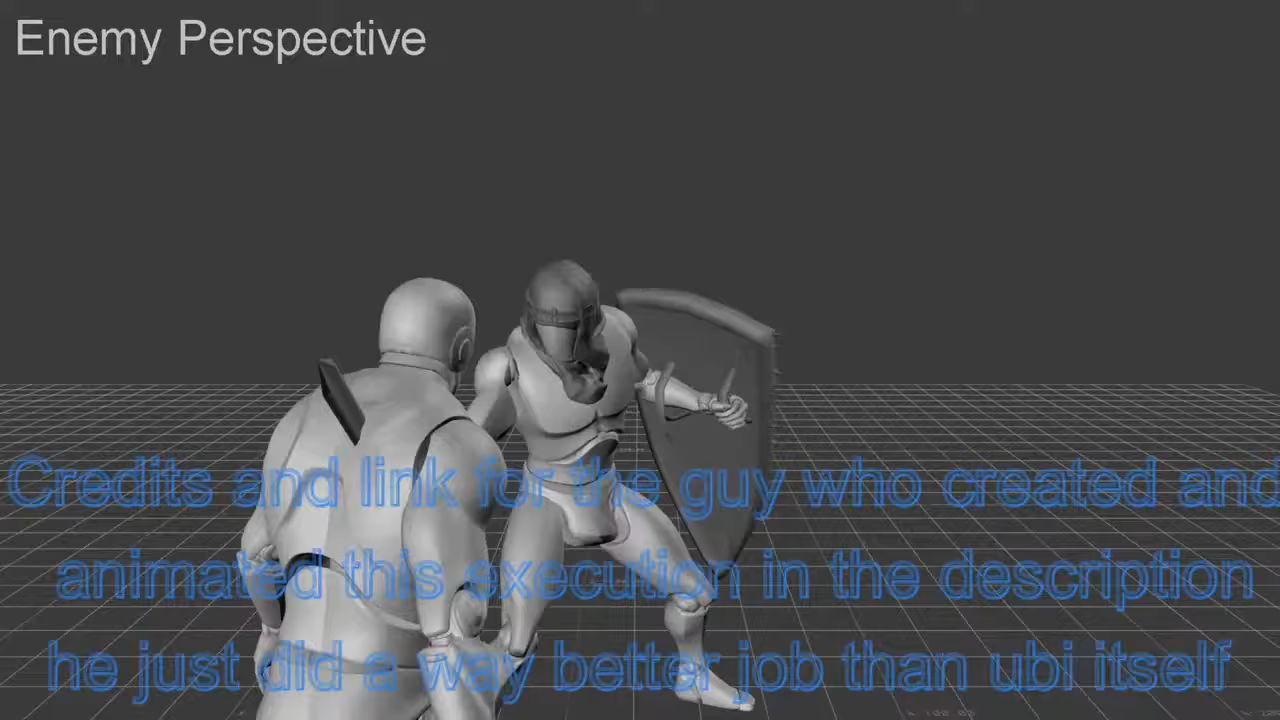 Enemy Perspective
Credits and link for the guy who created and
animated this execution in the description
he just did a way better job than ubi itself